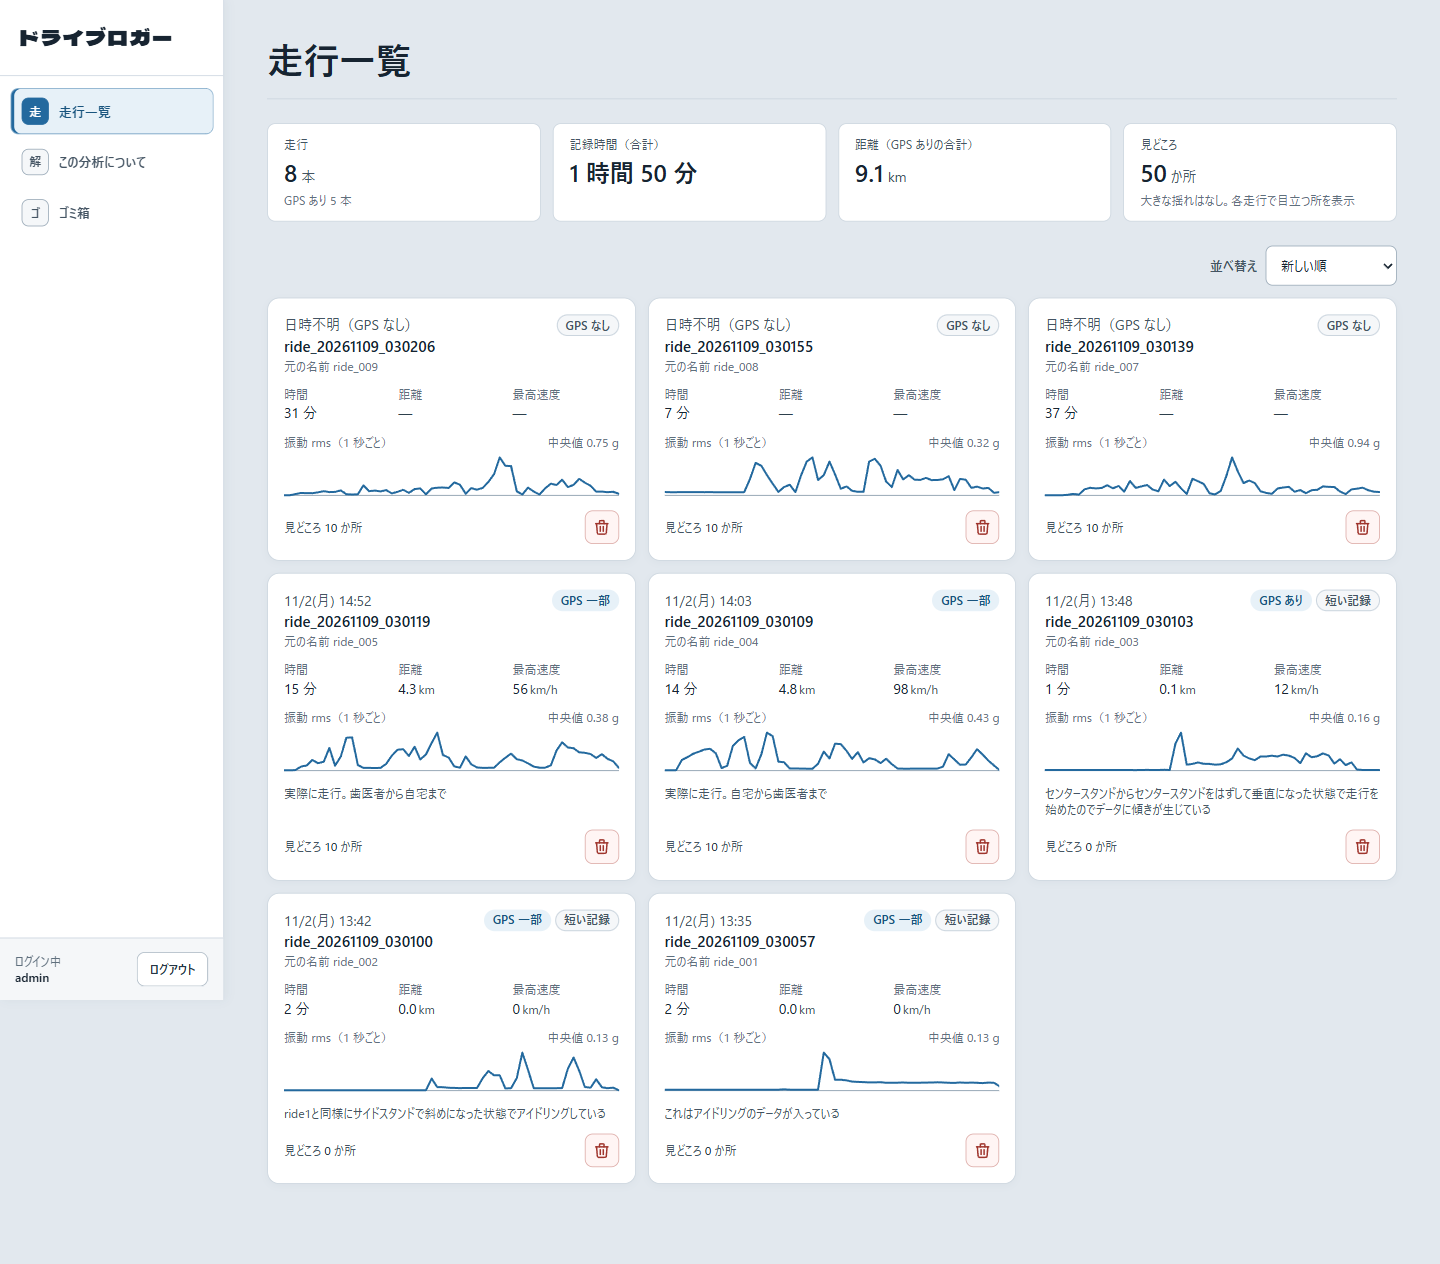 ドライブロガー
走 走行一覧
解 この分析について
ゴ ゴミ箱
ログイン中
admin
ログアウト
走行一覧
走行
8 本
GPS あり 5 本
記録時間（合計）
1 時間 50 分
距離（GPS ありの合計）
9.1 km
見どころ
50 か所
大きな揺れはなし。各走行で目立つ所を表示
並べ替え 新しい順
日時不明（GPS なし） GPS なし
ride_20261109_030206
元の名前 ride_009
時間 距離 最高速度
31 分 — —
振動 rms（1 秒ごと） 中央値 0.75 g
見どころ 10 か所
日時不明（GPS なし） GPS なし
ride_20261109_030155
元の名前 ride_008
時間 距離 最高速度
7 分 — —
振動 rms（1 秒ごと） 中央値 0.32 g
見どころ 10 か所
日時不明（GPS なし） GPS なし
ride_20261109_030139
元の名前 ride_007
時間 距離 最高速度
37 分 — —
振動 rms（1 秒ごと） 中央値 0.94 g
見どころ 10 か所
11/2(月) 14:52 GPS 一部
ride_20261109_030119
元の名前 ride_005
時間 距離 最高速度
15 分 4.3 km 56 km/h
振動 rms（1 秒ごと） 中央値 0.38 g
実際に走行。歯医者から自宅まで
見どころ 10 か所
11/2(月) 14:03 GPS 一部
ride_20261109_030109
元の名前 ride_004
時間 距離 最高速度
14 分 4.8 km 98 km/h
振動 rms（1 秒ごと） 中央値 0.43 g
実際に走行。自宅から歯医者まで
見どころ 10 か所
11/2(月) 13:48 GPS あり 短い記録
ride_20261109_030103
元の名前 ride_003
時間 距離 最高速度
1 分 0.1 km 12 km/h
振動 rms（1 秒ごと） 中央値 0.16 g
センタースタンドからセンタースタンドをはずして垂直になった状態で走行を
始めたのでデータに傾きが生じている
見どころ 0 か所
11/2(月) 13:42 GPS 一部 短い記録
ride_20261109_030100
元の名前 ride_002
時間 距離 最高速度
2 分 0.0 km 0 km/h
振動 rms（1 秒ごと） 中央値 0.13 g
ride1と同様にサイドスタンドで斜めになった状態でアイドリングしている
見どころ 0 か所
11/2(月) 13:35 GPS 一部 短い記録
ride_20261109_030057
元の名前 ride_001
時間 距離 最高速度
2 分 0.0 km 0 km/h
振動 rms（1 秒ごと） 中央値 0.13 g
これはアイドリングのデータが入っている
見どころ 0 か所